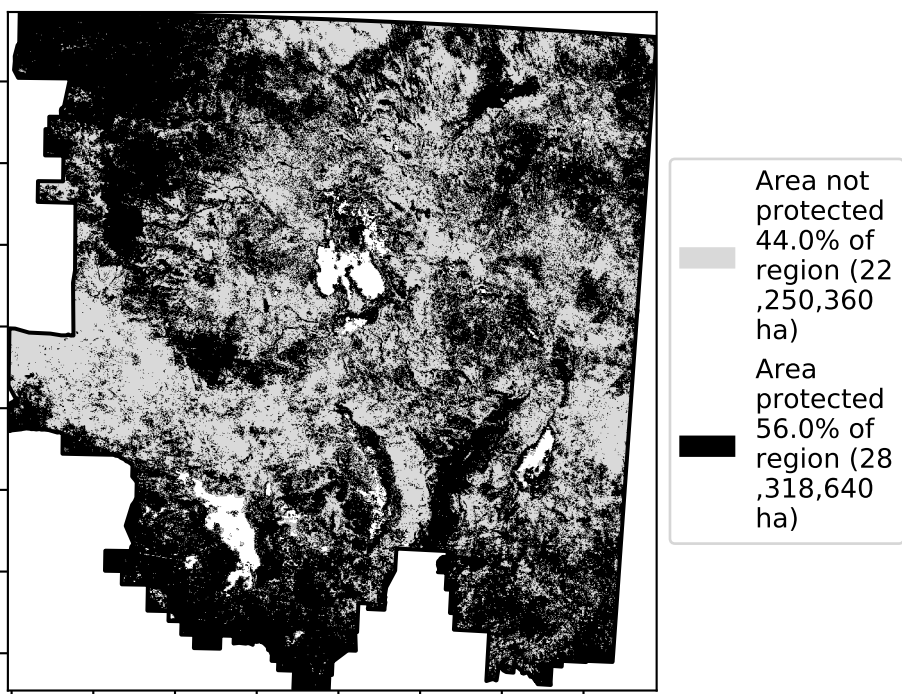 Area not
protected
44.0% of
region (22
,250,360
ha)
Area
protected
56.0% of
region (28
,318,640
ha)